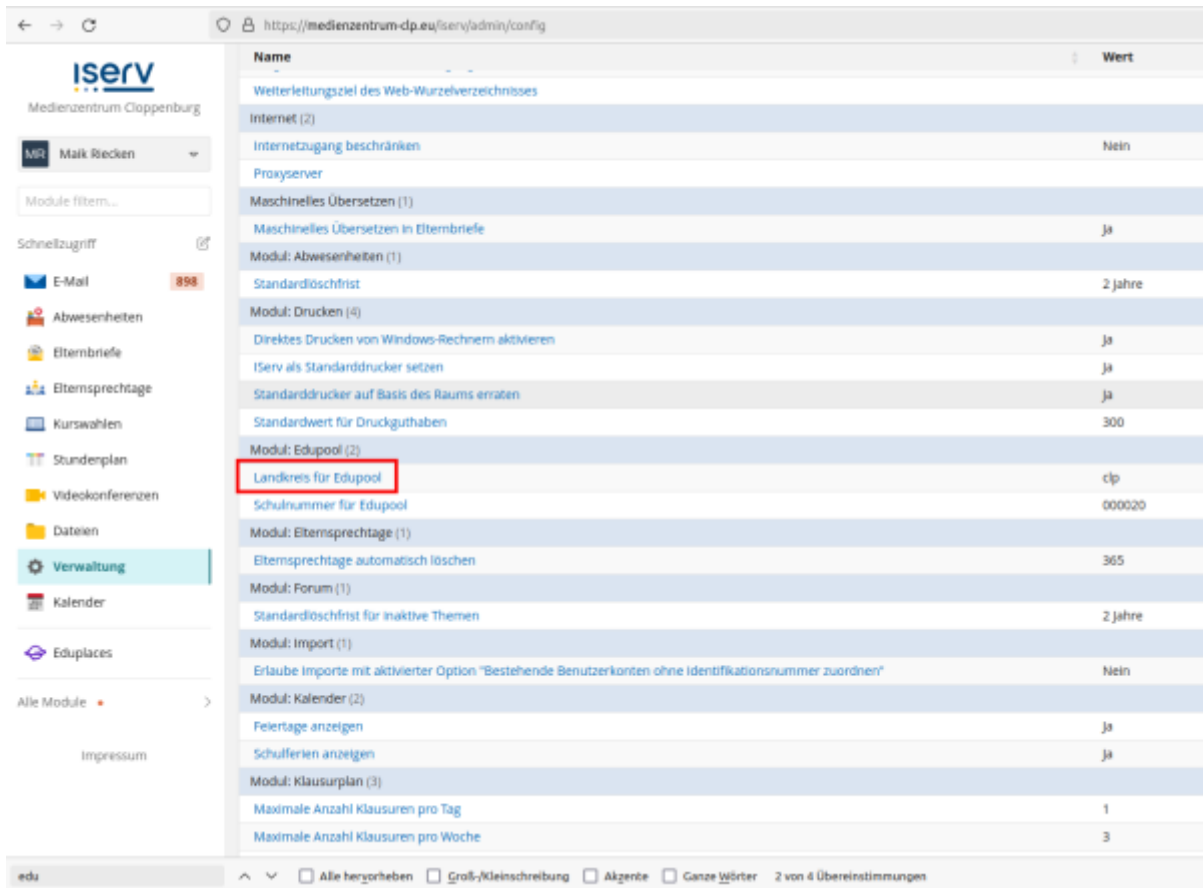 https://medienzentrum-clp.eu/iserv/admin/config
IServ
Medienzentrum Cloppenburg
MR Maik Riecken
Module filtern...
Schnellzugriff
E-Mail 898
Abwesenheiten
Elternbriefe
Elternsprechtage
Kurswahlen
Stundenplan
Videokonferenzen
Dateien
Verwaltung
Kalender
Eduplaces
Alle Module
Impressum
Name Wert
Weiterleitungsziel des Web-Wurzelverzeichnisses
Internet (2)
Internetzugang beschränken Nein
Proxyserver
Maschinelles Übersetzen (1)
Maschinelles Übersetzen in Elternbriefe Ja
Modul: Abwesenheiten (1)
Standardlöschfrist 2 Jahre
Modul: Drucken (4)
Direktes Drucken von Windows-Rechnern aktivieren Ja
IServ als Standarddrucker setzen Ja
Standarddrucker auf Basis des Raums erraten Ja
Standardwert für Druckguthaben 300
Modul: Edupool (2)
Landkreis für Edupool clp
Schulnummer für Edupool 000020
Modul: Elternsprechtage (1)
Elternsprechtage automatisch löschen 365
Modul: Forum (1)
Standardlöschfrist für inaktive Themen 2 Jahre
Modul: Import (1)
Erlaube Importe mit aktivierter Option "Bestehende Benutzerkonten ohne Identifikationsnummer zuordnen" Nein
Modul: Kalender (2)
Feiertage anzeigen Ja
Schulferien anzeigen Ja
Modul: Klausurplan (3)
Maximale Anzahl Klausuren pro Tag 1
Maximale Anzahl Klausuren pro Woche 3
edu Alle hervorheben Groß-/Kleinschreibung Akzente Ganze Wörter 2 von 4 Übereinstimmungen